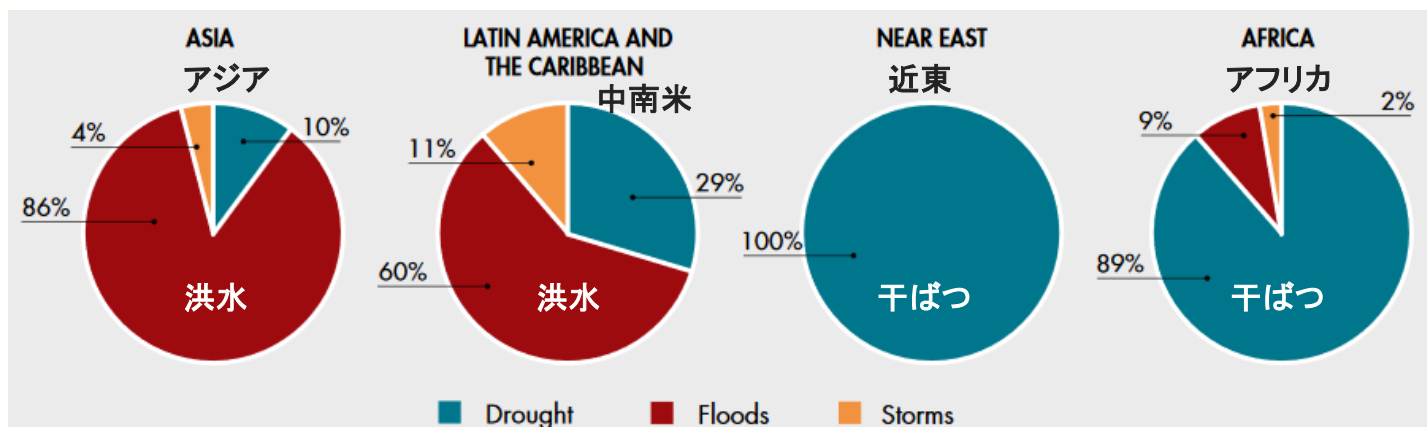 ASIA
アジア
4%
10%
86%
洪水
LATIN AMERICA AND
THE CARIBBEAN
中南米
11%
29%
60%
洪水
NEAR EAST
近東
100%
干ばつ
AFRICA
アフリカ
2%
9%
89%
干ばつ
Drought
Floods
Storms